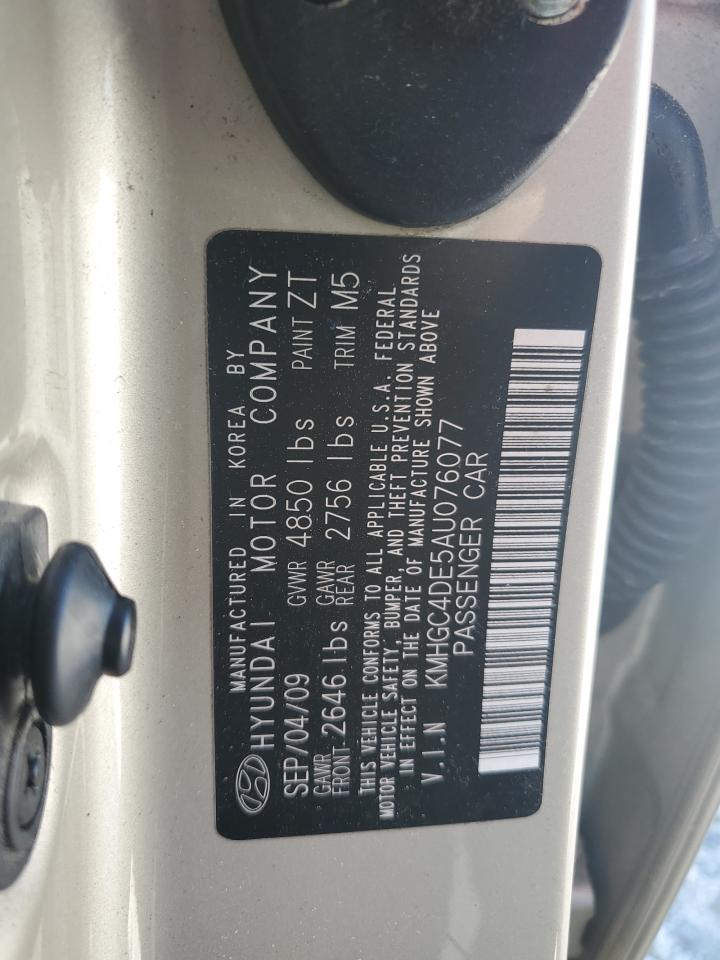 MANUFACTURED IN KOREA BY
HYUNDAI MOTOR COMPANY
SEP/04/09 GVWR 4850 lbs PAINT ZT
GAWR FRONT 2646 lbs GAWR REAR 2756 lbs TRIM M5
THIS VEHICLE CONFORMS TO ALL APPLICABLE U.S.A. FEDERAL
MOTOR VEHICLE SAFETY, BUMPER, AND THEFT PREVENTION STANDARDS
IN EFFECT ON THE DATE OF MANUFACTURE SHOWN ABOVE
V.I.N KMHGC4DE5AU076077
PASSENGER CAR